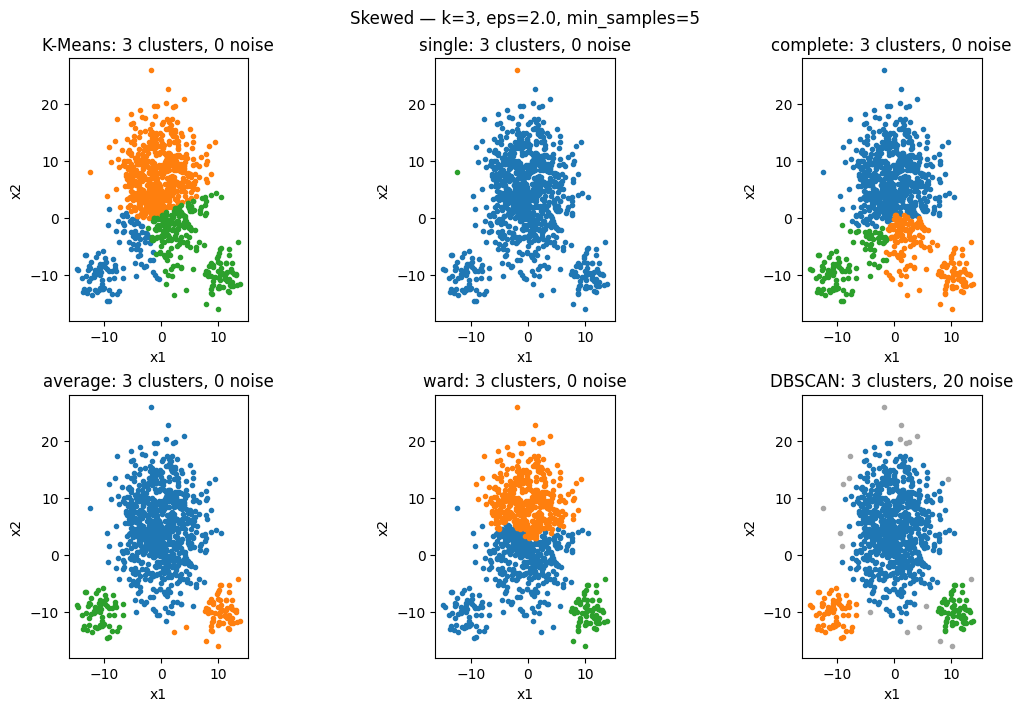 Skewed — k=3, eps=2.0, min_samples=5
K-Means: 3 clusters, 0 noise
single: 3 clusters, 0 noise
complete: 3 clusters, 0 noise
x2
20
10
0
−10
−10
0
10
x1
x2
20
10
0
−10
−10
0
10
x1
x2
20
10
0
−10
−10
0
10
x1
average: 3 clusters, 0 noise
ward: 3 clusters, 0 noise
DBSCAN: 3 clusters, 20 noise
x2
20
10
0
−10
−10
0
10
x1
x2
20
10
0
−10
−10
0
10
x1
x2
20
10
0
−10
−10
0
10
x1